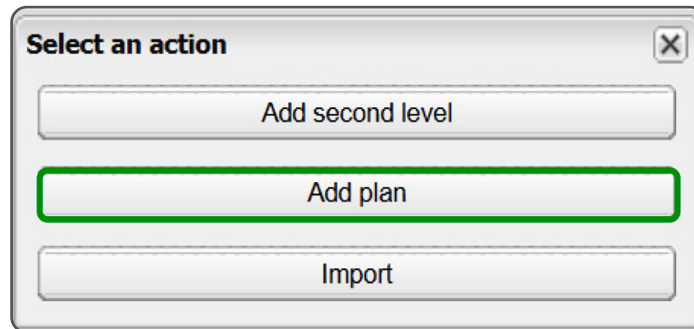 Select an action
Add second level
Add plan
Import